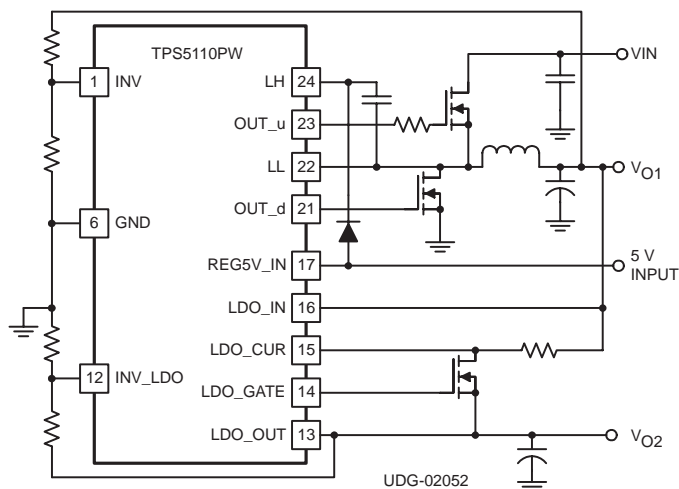 TPS5110PW
1 INV
LH 24
VIN
OUT_u 23
LL 22
VO1
6 GND
OUT_d 21
REG5V_IN 17
5 V
INPUT
LDO_IN 16
LDO_CUR 15
12 INV_LDO
LDO_GATE 14
LDO_OUT 13
VO2
UDG-02052